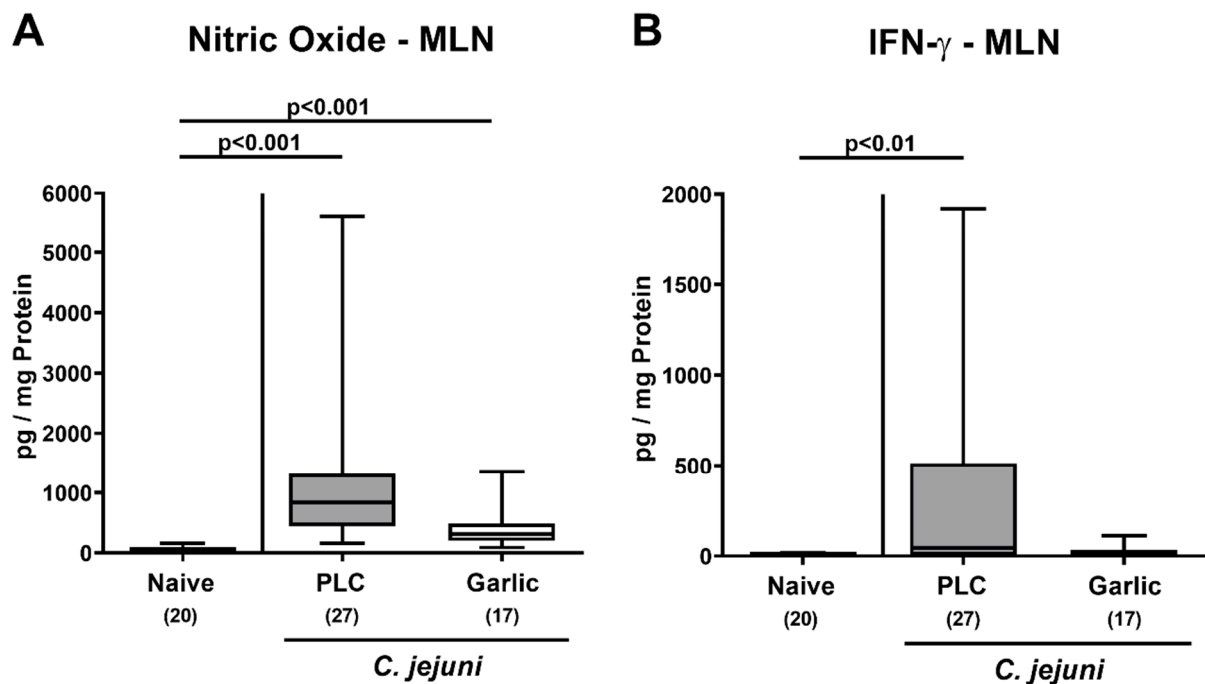 A
Nitric Oxide - MLN
p<0.001
p<0.001
pg / mg Protein
6000
5000
4000
3000
2000
1000
0
Naive
PLC
Garlic
(20)
(27)
(17)
C. jejuni
B
IFN-γ - MLN
p<0.01
pg / mg Protein
2000
1500
1000
500
0
Naive
PLC
Garlic
(20)
(27)
(17)
C. jejuni